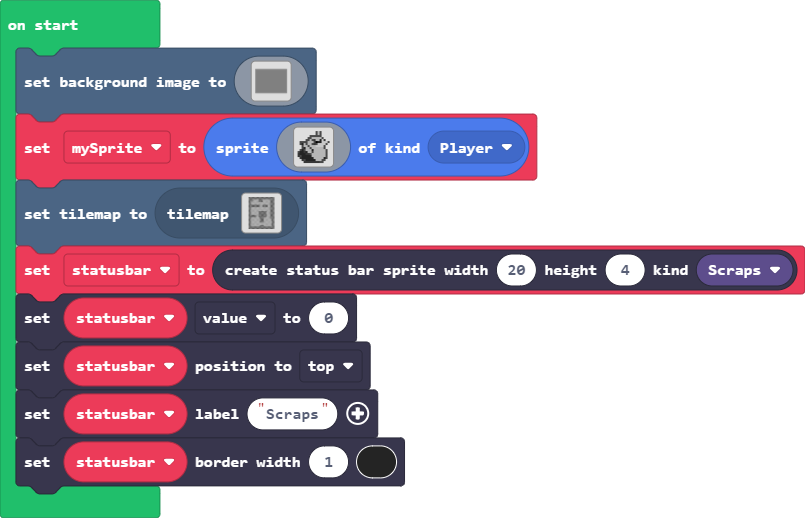 on start
set background image to
set mySprite to sprite of kind Player
set tilemap to tilemap
set statusbar to create status bar sprite width 20 height 4 kind Scraps
set statusbar value to 0
set statusbar position to top
set statusbar label "Scraps"
set statusbar border width 1